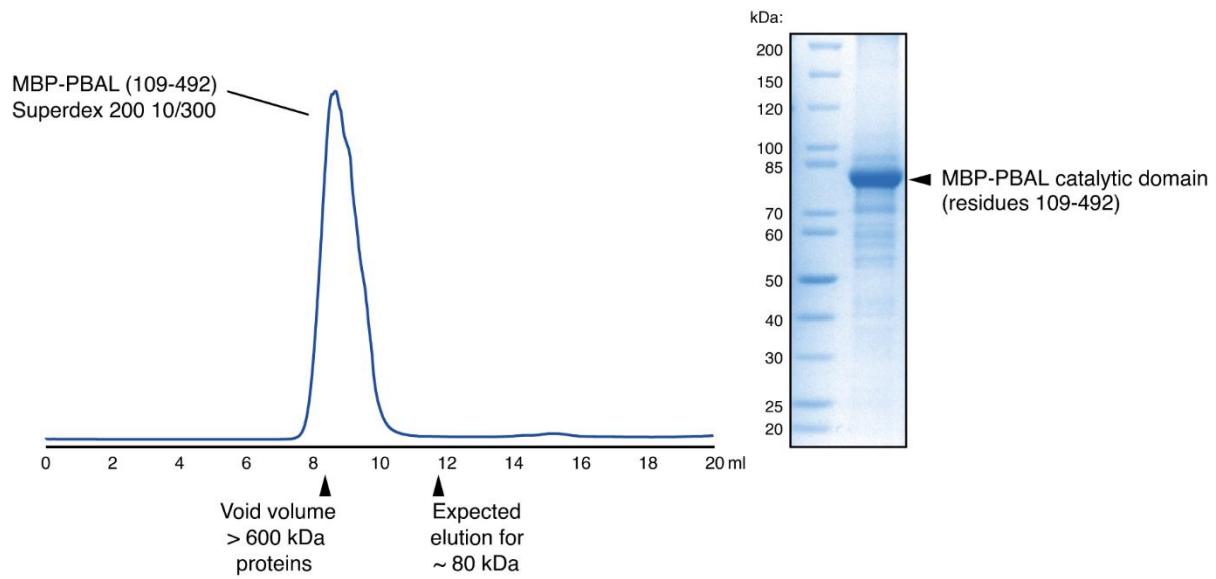 MBP-PBAL (109-492)
Superdex 200 10/300
0 2 4 6 8 10 12 14 16 18 20 ml
Void volume
> 600 kDa
proteins
Expected
elution for
~ 80 kDa
kDa:
200
150
120
100
85
70
60
50
40
30
25
20
MBP-PBAL catalytic domain
(residues 109-492)